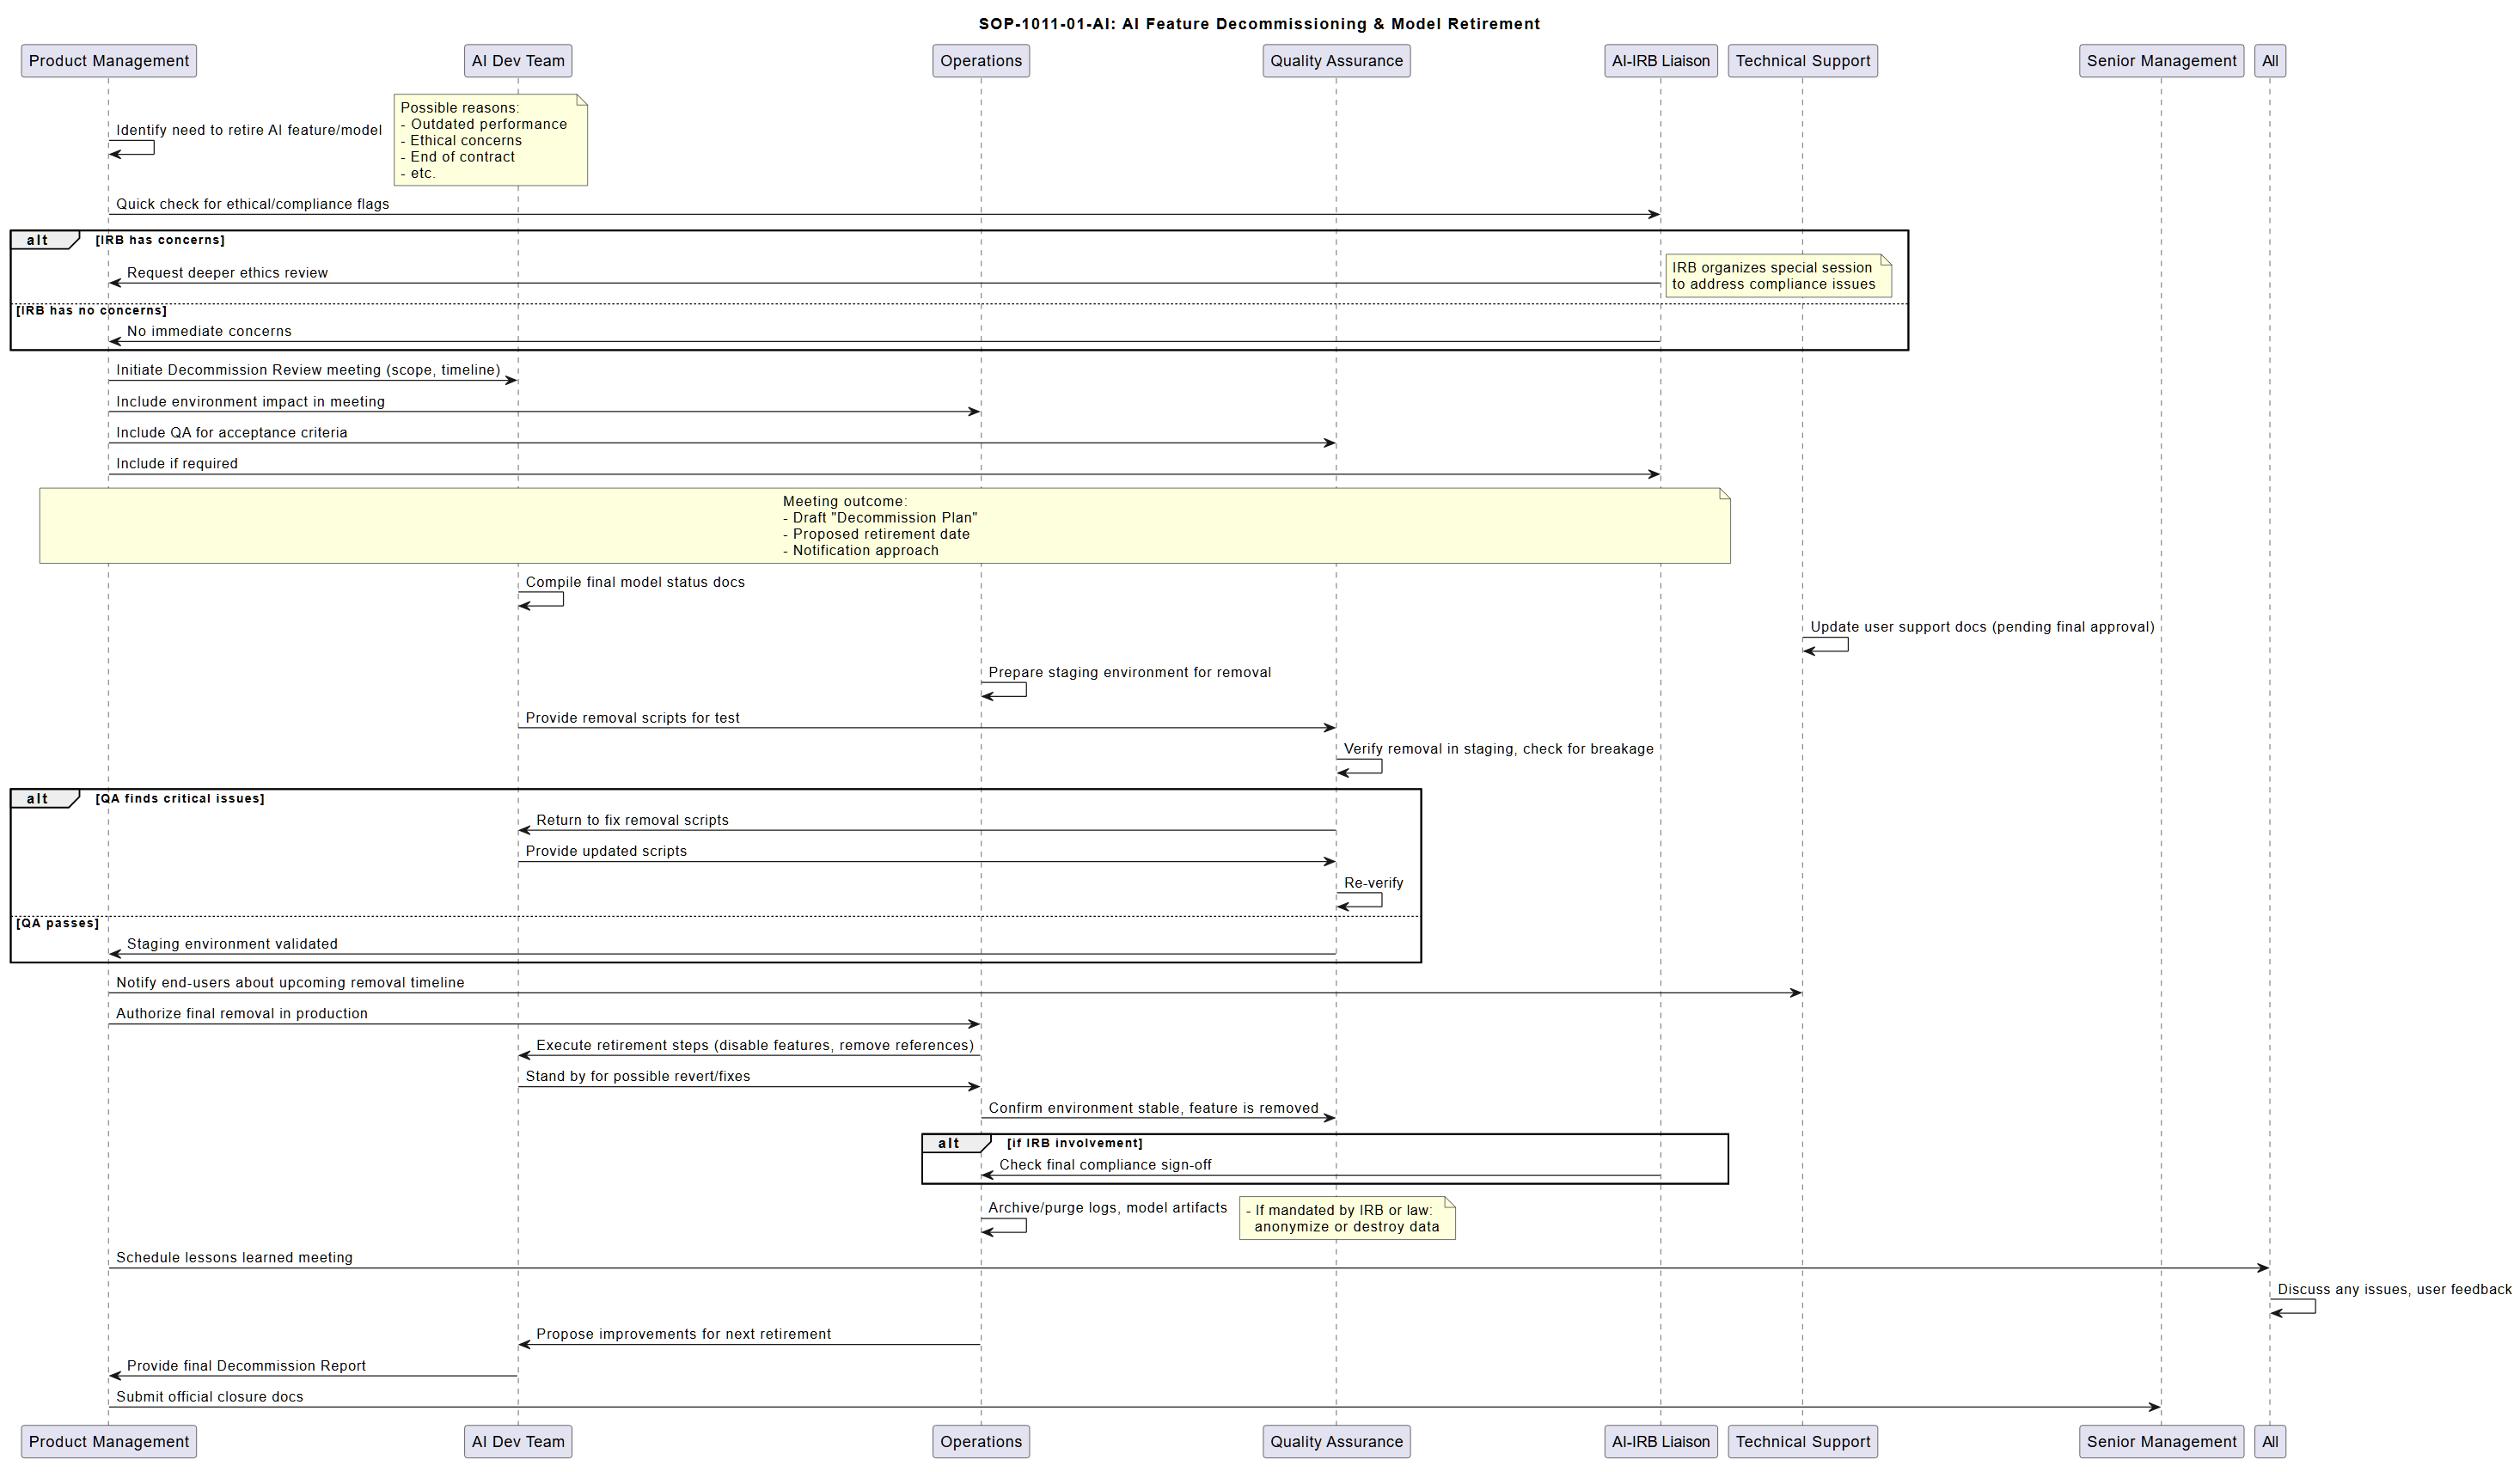 SOP-1011-01-AI: AI Feature Decommissioning & Model Retirement
Product Management
AI Dev Team
Operations
Quality Assurance
AI-IRB Liaison
Technical Support
Senior Management
All
Identify need to retire AI feature/model
Possible reasons:
- Outdated performance
- Ethical concerns
- End of contract
- etc.
Quick check for ethical/compliance flags
alt
[IRB has concerns]
Request deeper ethics review
IRB organizes special session
to address compliance issues
[IRB has no concerns]
No immediate concerns
Initiate Decommission Review meeting (scope, timeline)
Include environment impact in meeting
Include QA for acceptance criteria
Include if required
Meeting outcome:
- Draft "Decommission Plan"
- Proposed retirement date
- Notification approach
Compile final model status docs
Update user support docs (pending final approval)
Prepare staging environment for removal
Provide removal scripts for test
Verify removal in staging, check for breakage
alt
[QA finds critical issues]
Return to fix removal scripts
Provide updated scripts
Re-verify
[QA passes]
Staging environment validated
Notify end-users about upcoming removal timeline
Authorize final removal in production
Execute retirement steps (disable features, remove references)
Stand by for possible revert/fixes
Confirm environment stable, feature is removed
alt
[if IRB involvement]
Check final compliance sign-off
Archive/purge logs, model artifacts
- If mandated by IRB or law:
anonymize or destroy data
Schedule lessons learned meeting
Discuss any issues, user feedback
Propose improvements for next retirement
Provide final Decommission Report
Submit official closure docs
Product Management
AI Dev Team
Operations
Quality Assurance
AI-IRB Liaison
Technical Support
Senior Management
All